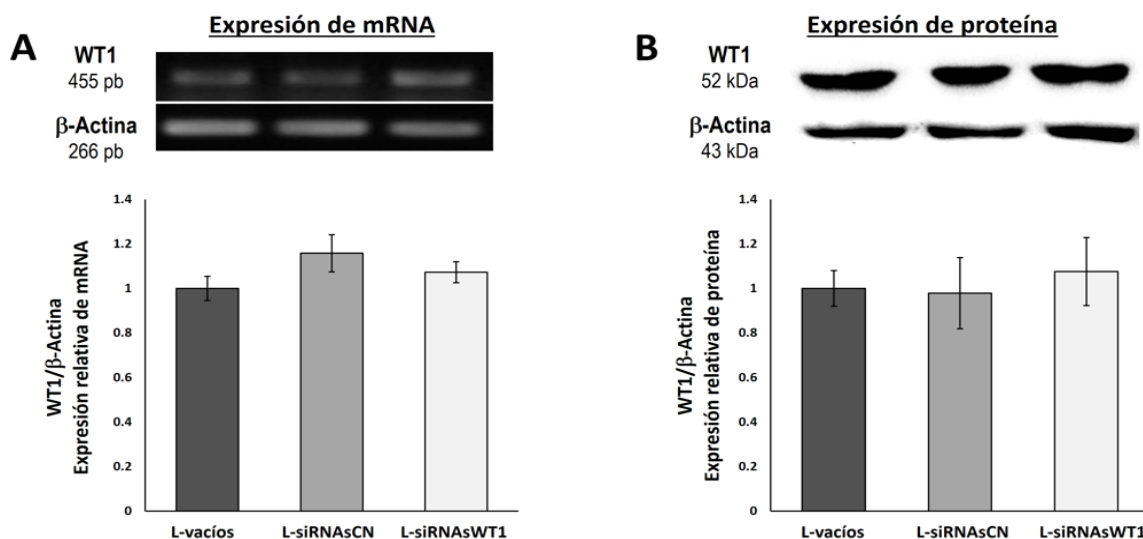 A
Expresión de mRNA
WT1
455 pb
β-Actina
266 pb
WT1/β-Actina
Expresión relativa de mRNA
1.4
1.2
1
0.8
0.6
0.4
0.2
0
L-vacíos
L-siRNAsCN
L-siRNAsWT1
B
Expresión de proteína
WT1
52 kDa
β-Actina
43 kDa
WT1/β-Actina
Expresión relativa de proteína
1.4
1.2
1
0.8
0.6
0.4
0.2
0
L-vacíos
L-siRNAsCN
L-siRNAsWT1